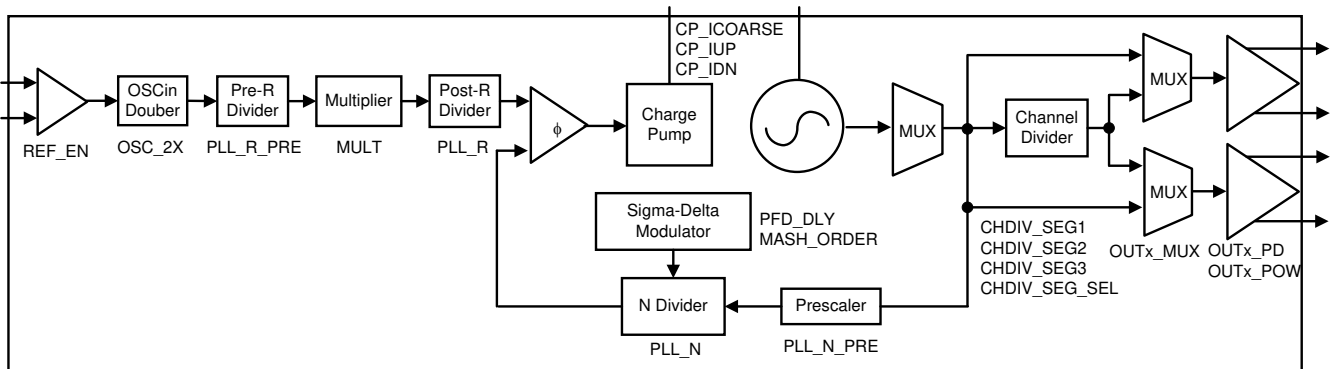 CP_ICOARSE
CP_IUP
CP_IDN
OSCin
Douber
Pre-R
Divider
Multiplier
Post-R
Divider
ϕ
Charge
Pump
MUX
Channel
Divider
MUX
MUX
REF_EN
OSC_2X
PLL_R_PRE
MULT
PLL_R
Sigma-Delta
Modulator
PFD_DLY
MASH_ORDER
CHDIV_SEG1
CHDIV_SEG2
CHDIV_SEG3
CHDIV_SEG_SEL
OUTx_MUX
OUTx_PD
OUTx_POW
N Divider
Prescaler
PLL_N
PLL_N_PRE